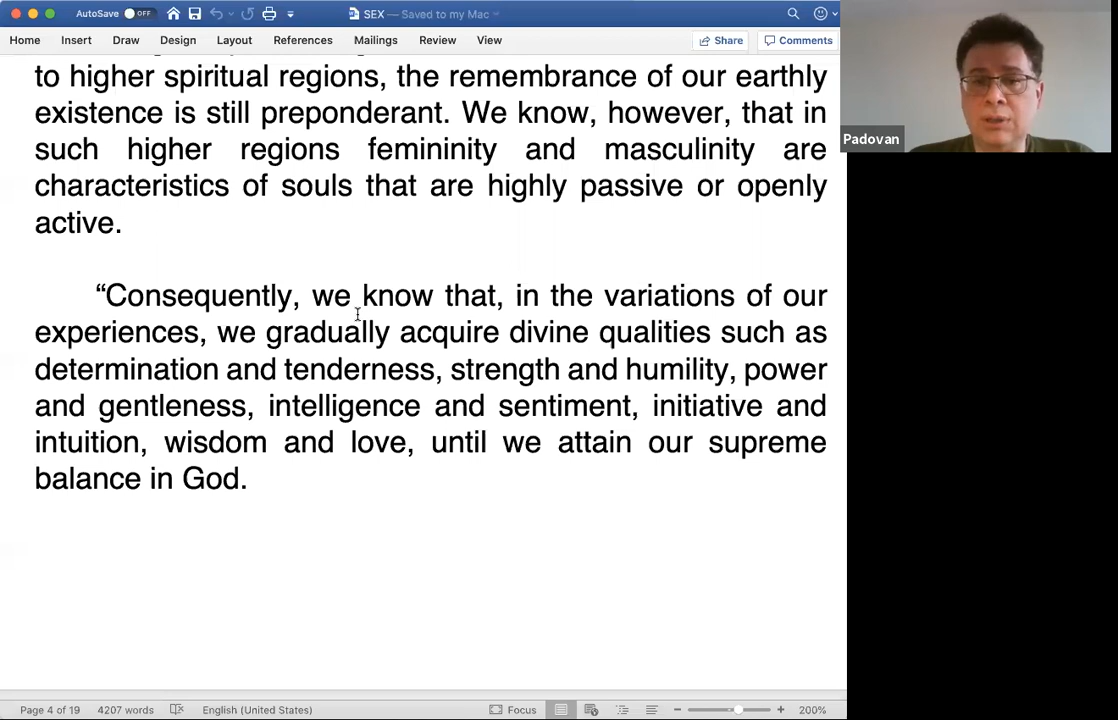 AutoSave OFF SEX — Saved to my Mac
Home Insert Draw Design Layout References Mailings Review View Share Comments
to higher spiritual regions, the remembrance of our earthly
existence is still preponderant. We know, however, that in
such higher regions femininity and masculinity are
characteristics of souls that are highly passive or openly
active.
“Consequently, we know that, in the variations of our
experiences, we gradually acquire divine qualities such as
determination and tenderness, strength and humility, power
and gentleness, intelligence and sentiment, initiative and
intuition, wisdom and love, until we attain our supreme
balance in God.
Page 4 of 19 4207 words English (United States) Focus 200%
Padovan